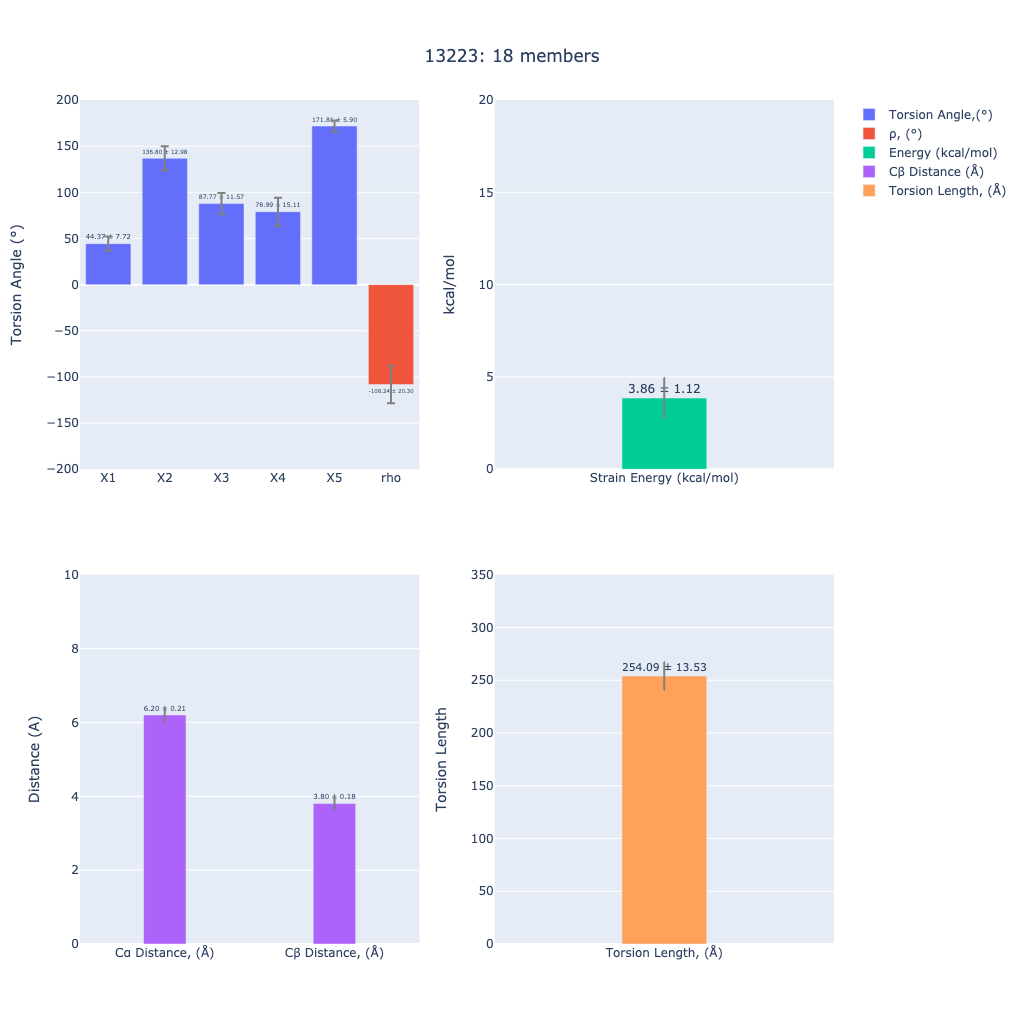 13223: 18 members
Torsion Angle (°)
200
150
100
50
0
−50
−100
−150
−200
44.37 ± 7.72
136.80 ± 12.98
87.77 ± 11.57
78.99 ± 15.11
171.81 ± 5.90
-108.24 ± 20.30
X1 X2 X3 X4 X5 rho
kcal/mol
20
15
10
5
0
3.86 ± 1.12
Strain Energy (kcal/mol)
Torsion Angle,(°)
ρ, (°)
Energy (kcal/mol)
Cβ Distance (Å)
Torsion Length, (Å)
Distance (A)
10
8
6
4
2
0
6.20 ± 0.21
3.80 ± 0.18
Cα Distance, (Å) Cβ Distance, (Å)
Torsion Length
350
300
250
200
150
100
50
0
254.09 ± 13.53
Torsion Length, (Å)